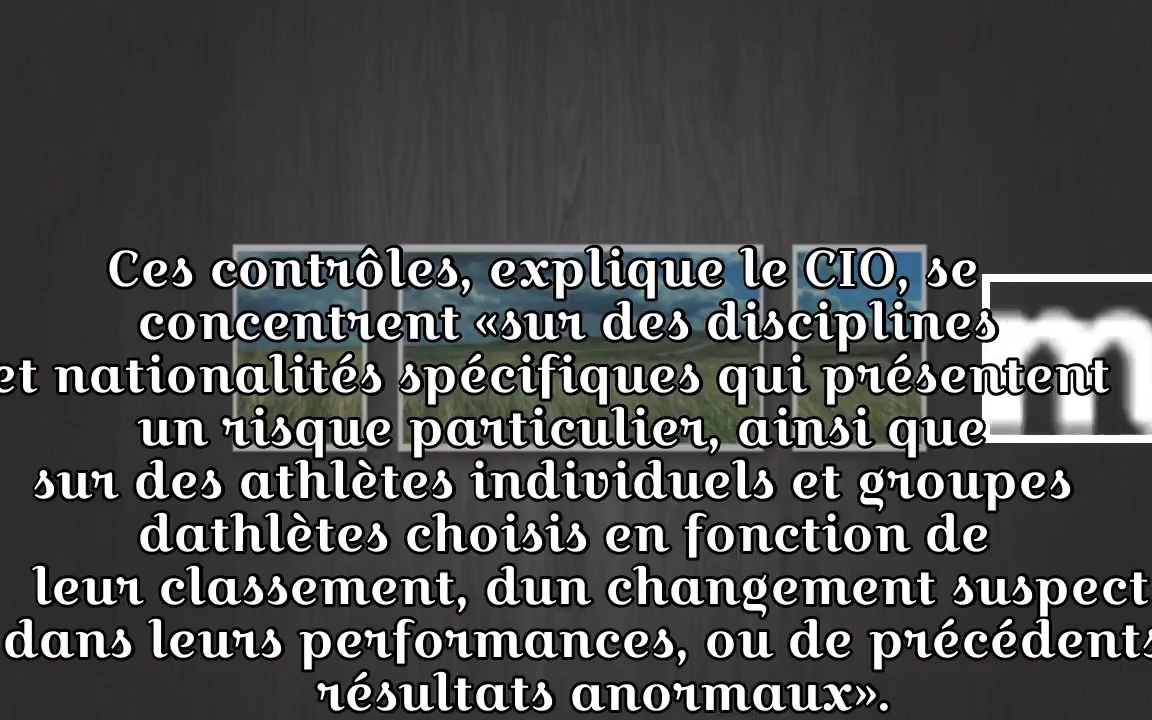 Ces contrôles, explique le CIO, se
concentrent «sur des disciplines
et nationalités spécifiques qui présentent
un risque particulier, ainsi que
sur des athlètes individuels et groupes
dathlètes choisis en fonction de
leur classement, dun changement suspect
dans leurs performances, ou de précédents
résultats anormaux».
m